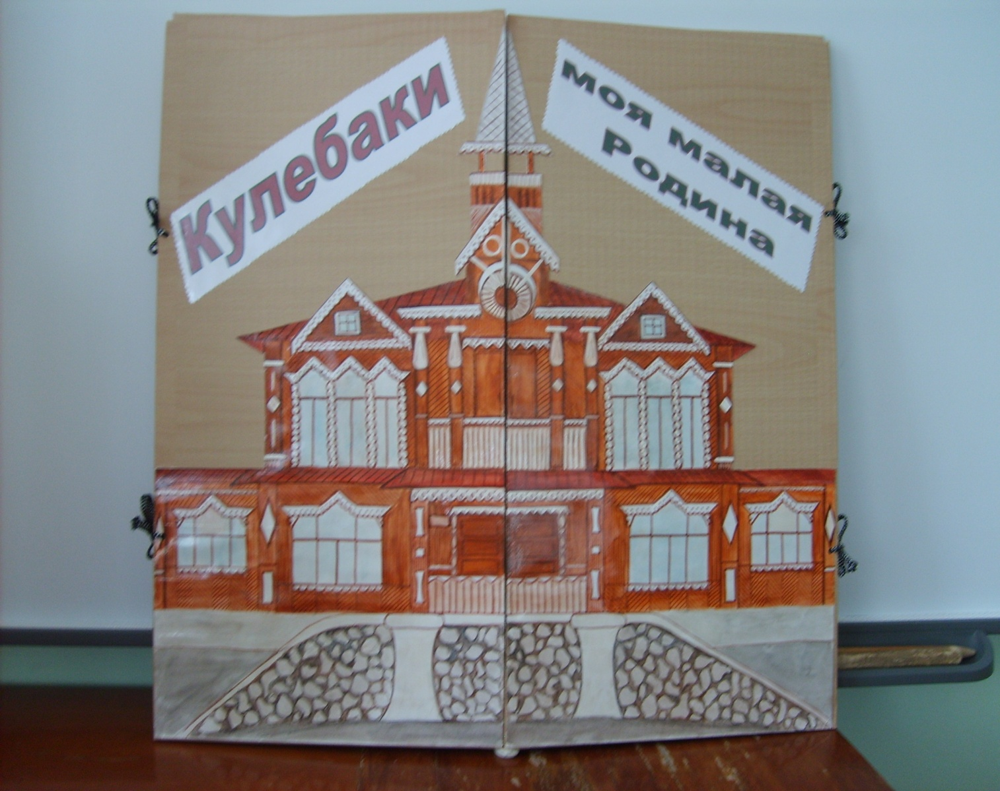 Кулебаки
моя малая
Родина